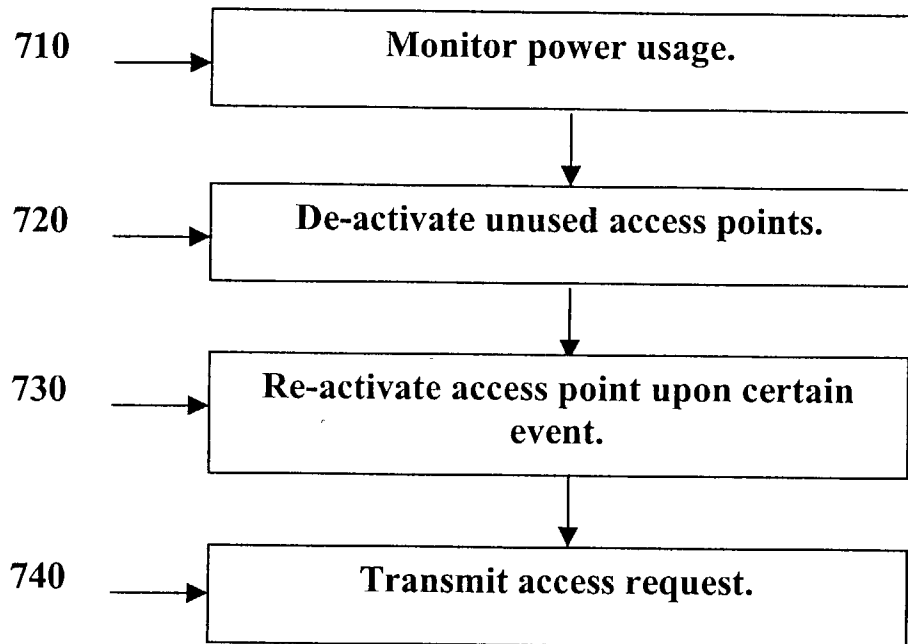 710
Monitor power usage.
720
De-activate unused access points.
730
Re-activate access point upon certain
event.
740
Transmit access request.